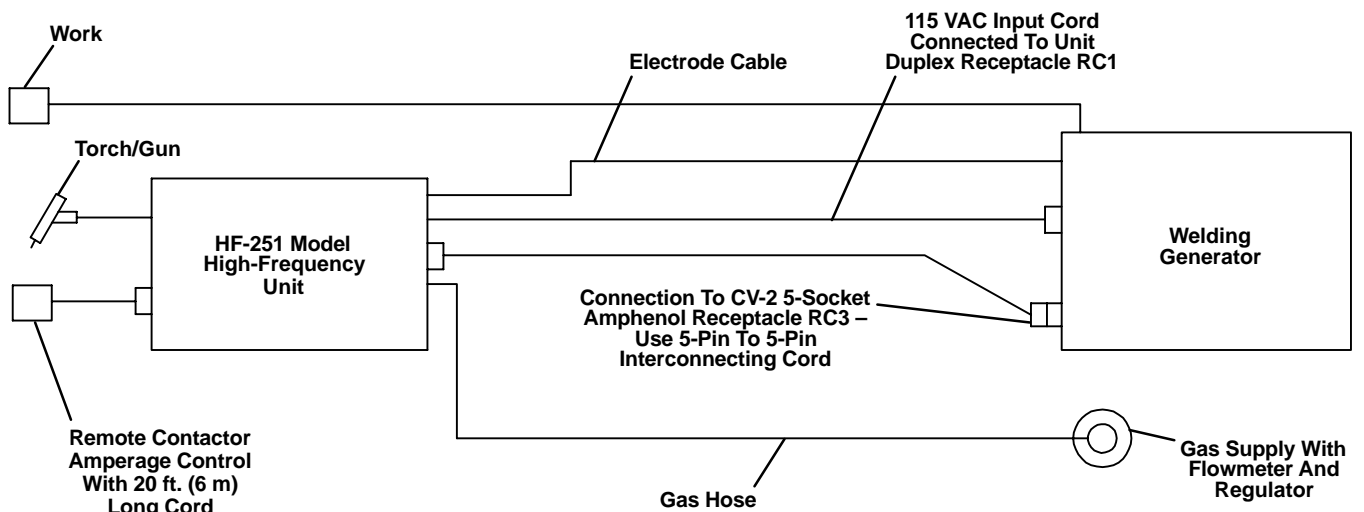 Work
115 VAC Input Cord
Connected To Unit
Duplex Receptacle RC1
Electrode Cable
Torch/Gun
HF-251 Model
High-Frequency
Unit
Welding
Generator
Connection To CV-2 5-Socket
Amphenol Receptacle RC3 –
Use 5-Pin To 5-Pin
Interconnecting Cord
Remote Contactor
Amperage Control
With 20 ft. (6 m)
Long Cord
Gas Hose
Gas Supply With
Flowmeter And
Regulator